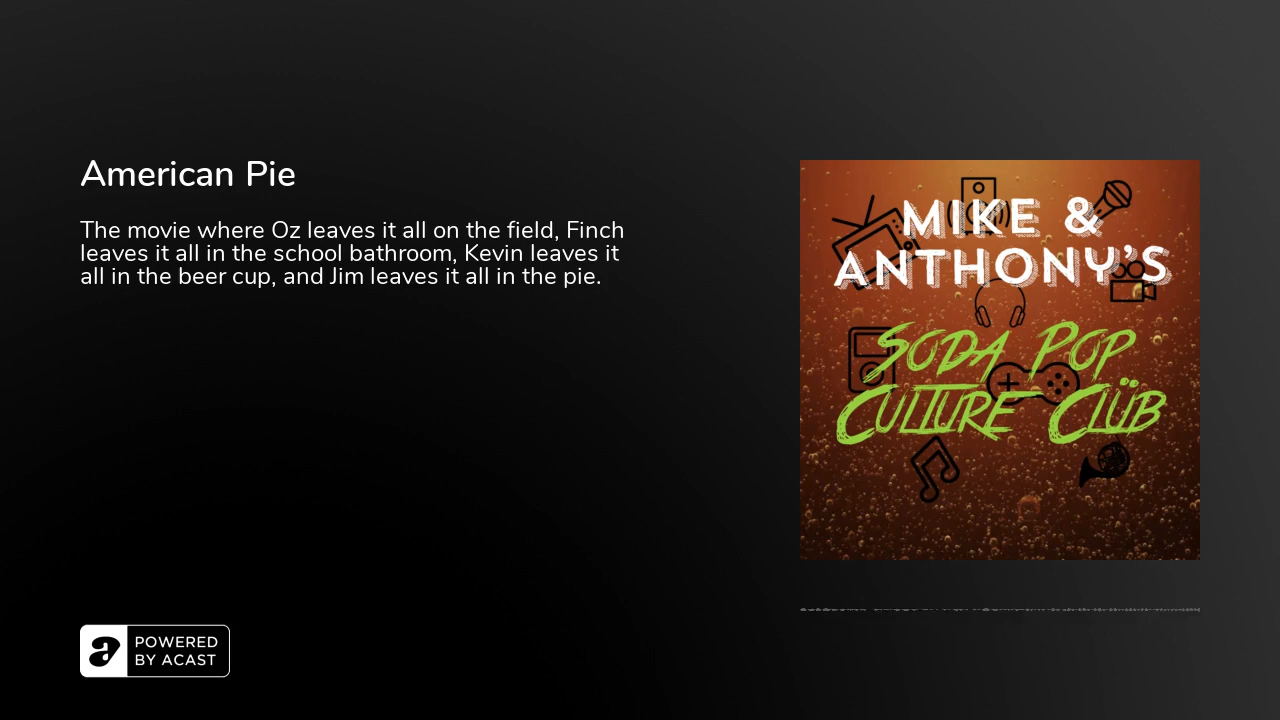 American Pie
The movie where Oz leaves it all on the field, Finch
leaves it all in the school bathroom, Kevin leaves it
all in the beer cup, and Jim leaves it all in the pie.
MIKE &
ANTHONY'S
SODA POP
CULTURE CLÜB
POWERED
BY ACAST